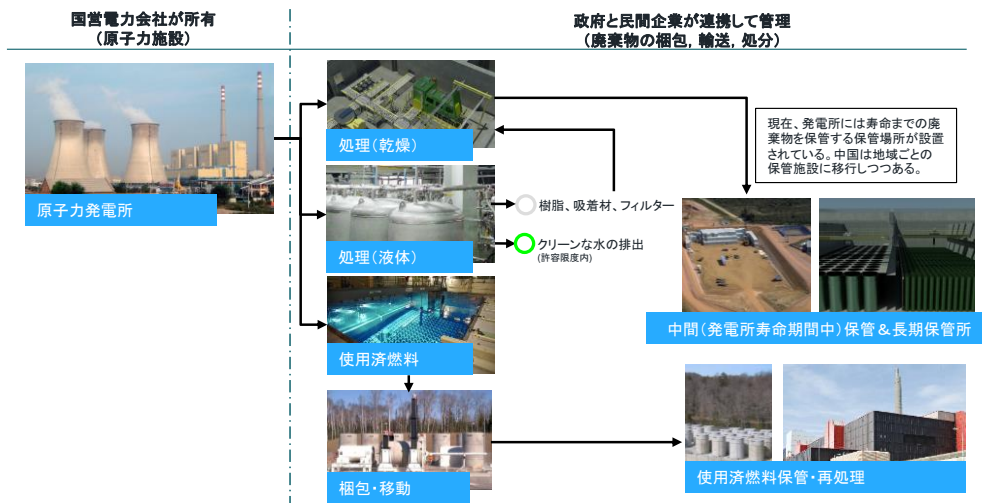 国営電力会社が所有
（原子力施設）
政府と民間企業が連携して管理
（廃棄物の梱包, 輸送, 処分）
原子力発電所
処理（乾燥）
現在、発電所には寿命までの廃
棄物を保管する保管場所が設置
されている。中国は地域ごとの
保管施設に移行しつつある。
処理（液体）
樹脂、吸着材、フィルター
クリーンな水の排出
（許容限度内）
中間（発電所寿命期間中）保管＆長期保管所
使用済燃料
梱包・移動
使用済燃料保管・再処理